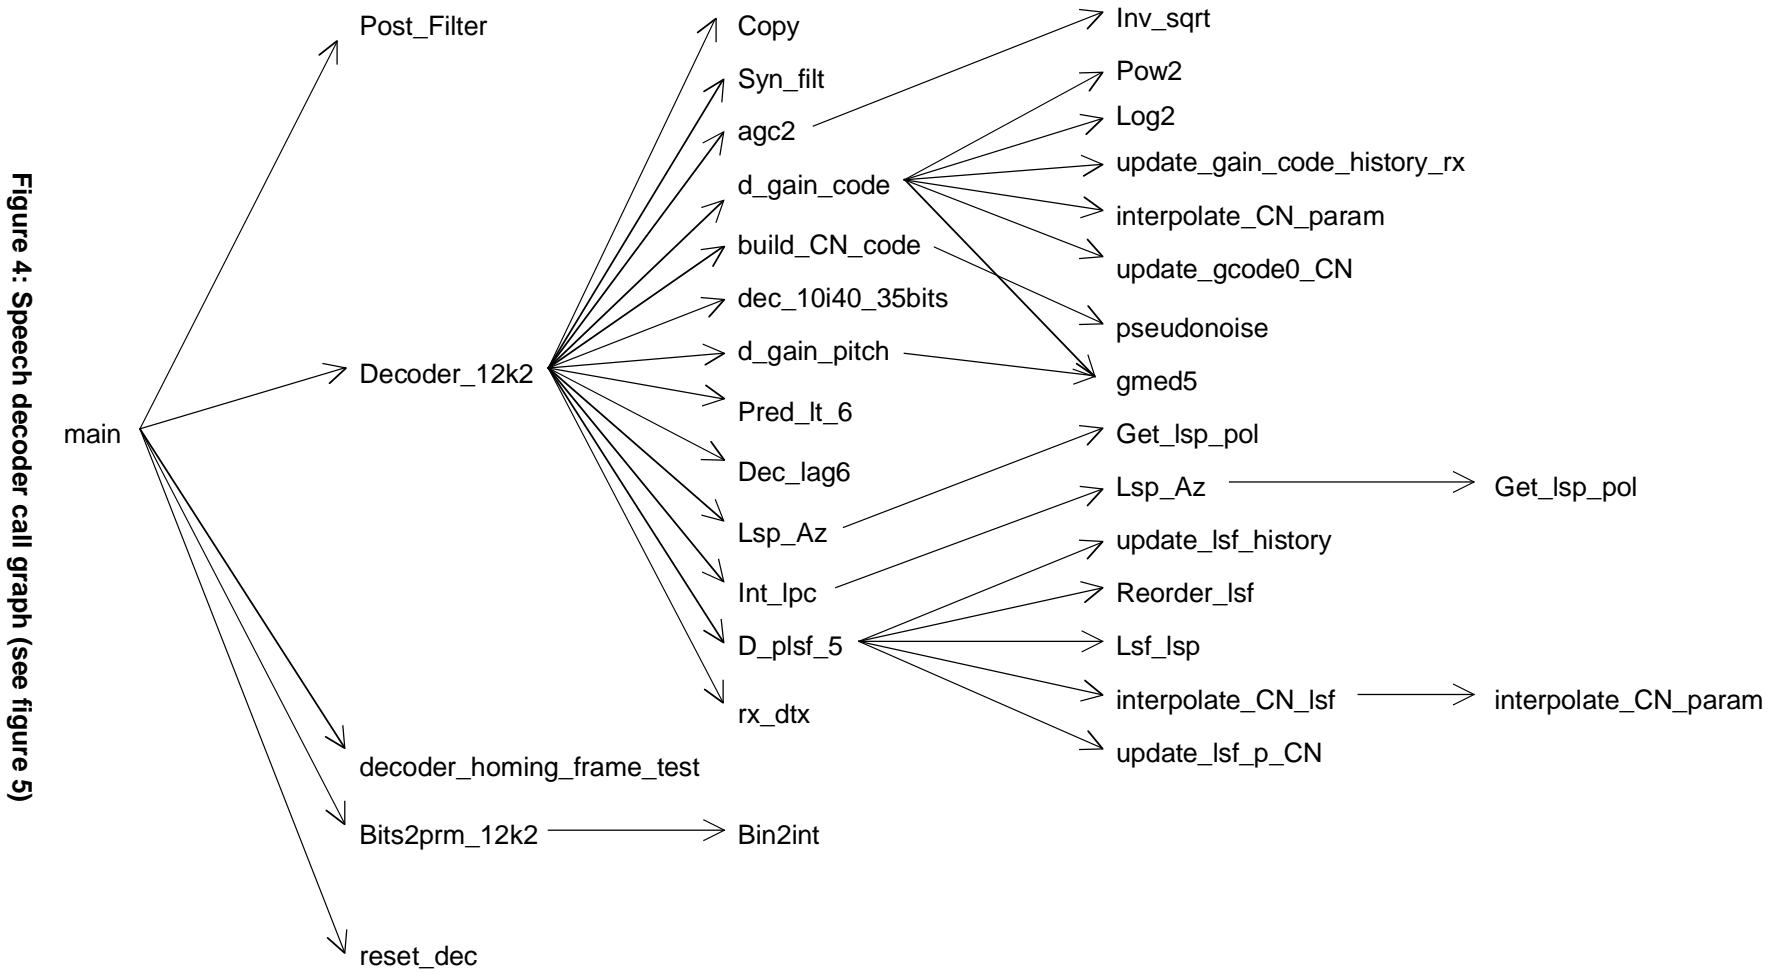 Post_Filter
Copy
Inv_sqrt
Syn_filt
Pow2
agc2
Log2
d_gain_code
update_gain_code_history_rx
interpolate_CN_param
build_CN_code
update_gcode0_CN
dec_10i40_35bits
pseudonoise
d_gain_pitch
Decoder_12k2
gmed5
Pred_lt_6
main
Get_lsp_pol
Dec_lag6
Lsp_Az
Get_lsp_pol
Lsp_Az
update_lsf_history
Int_lpc
Reorder_lsf
D_plsf_5
Lsf_lsp
rx_dtx
interpolate_CN_lsf
interpolate_CN_param
decoder_homing_frame_test
update_lsf_p_CN
Bits2prm_12k2
Bin2int
reset_dec
Figure 4: Speech decoder call graph (see figure 5)